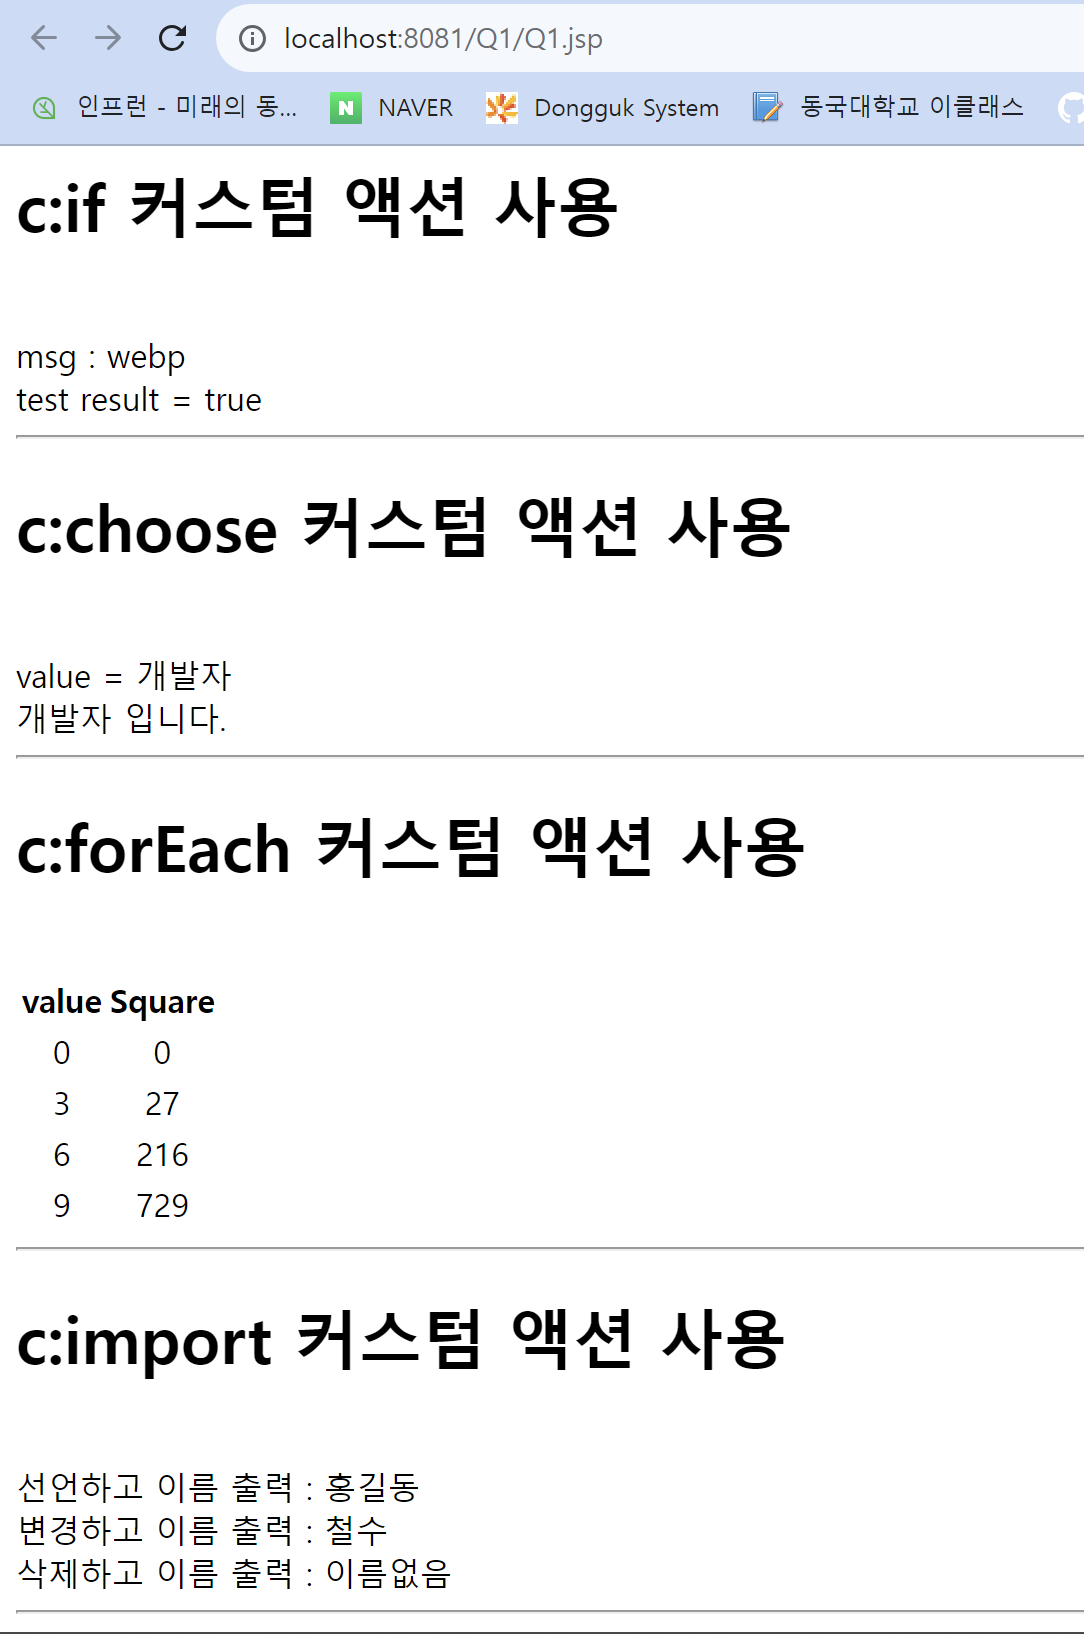 localhost:8081/Q1/Q1.jsp
인프런 - 미래의 동... N NAVER Dongguk System 동국대학교 이클래스
c:if 커스텀 액션 사용
msg : webp
test result = true
c:choose 커스텀 액션 사용
value = 개발자
개발자 입니다.
c:forEach 커스텀 액션 사용
value Square
0 0
3 27
6 216
9 729
c:import 커스텀 액션 사용
선언하고 이름 출력 : 홍길동
변경하고 이름 출력 : 철수
삭제하고 이름 출력 : 이름없음